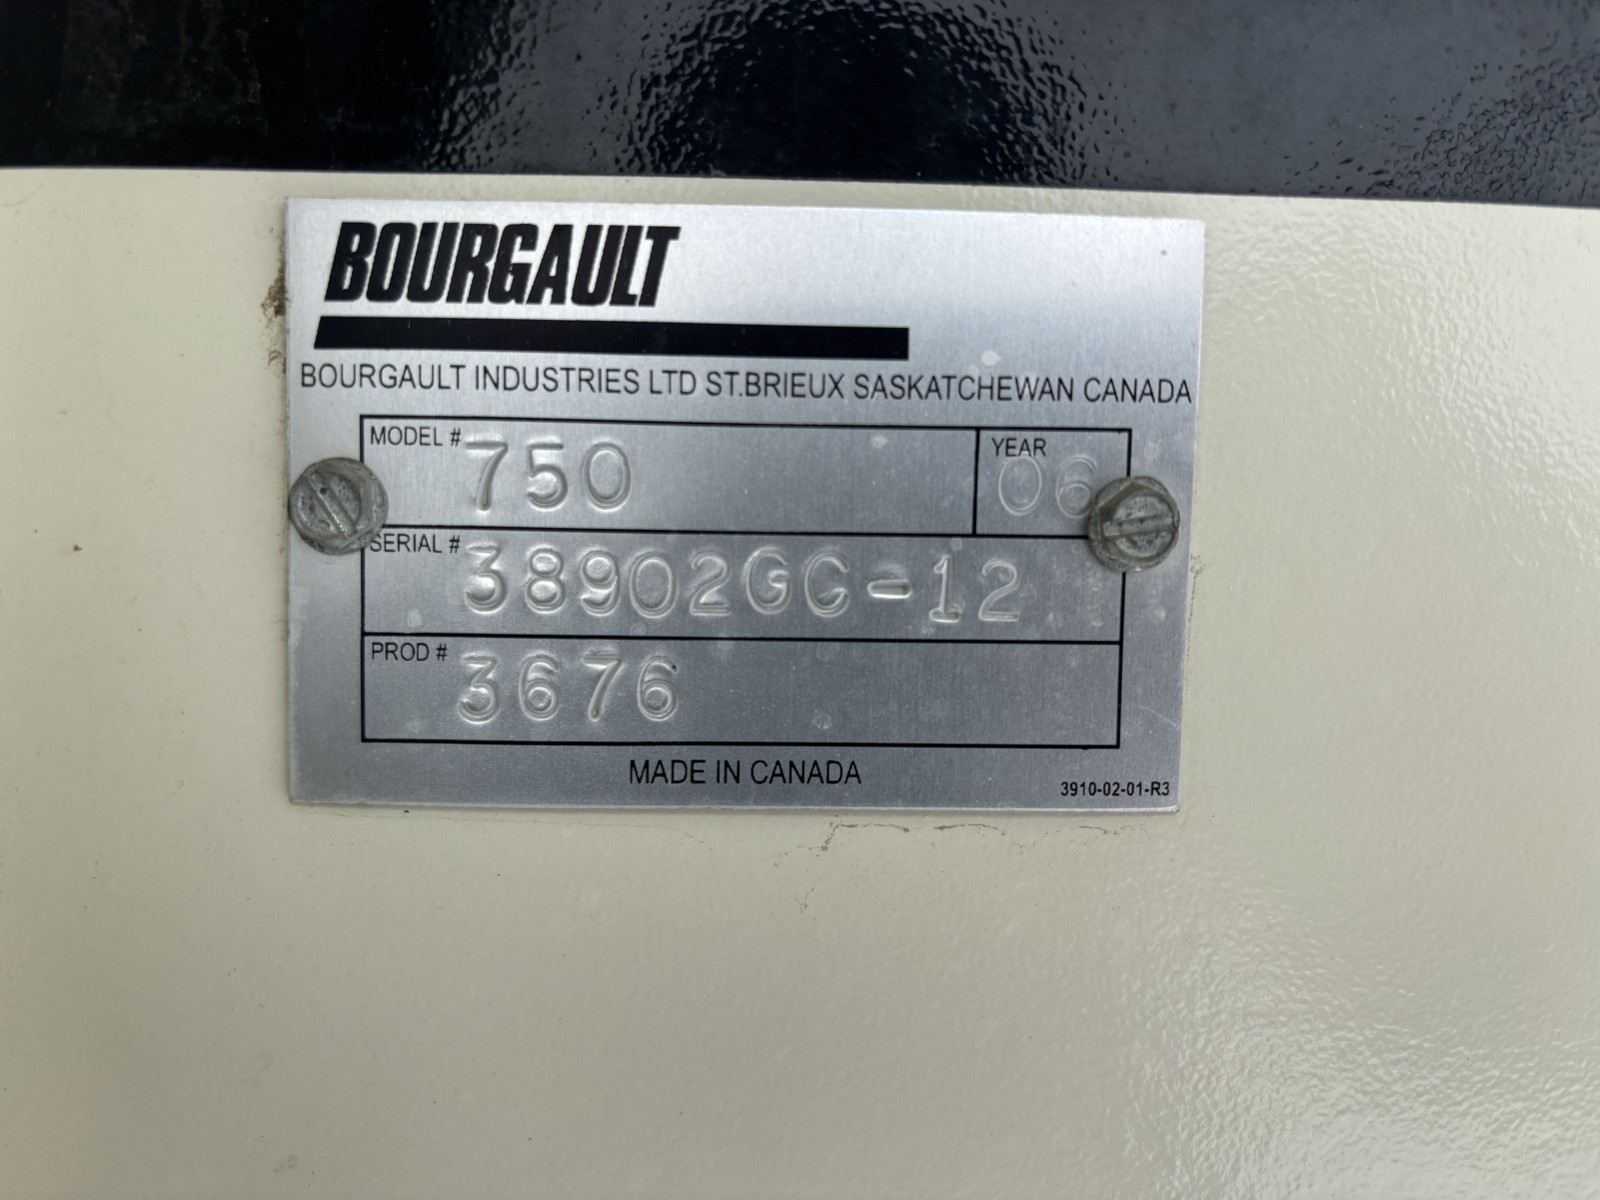 BOURGAULT
BOURGAULT INDUSTRIES LTD ST.BRIEUX SASKATCHEWAN CANADA
MODEL # 750 YEAR 06
SERIAL # 38902GC-12
PROD # 3676
MADE IN CANADA
3910-02-01-R3